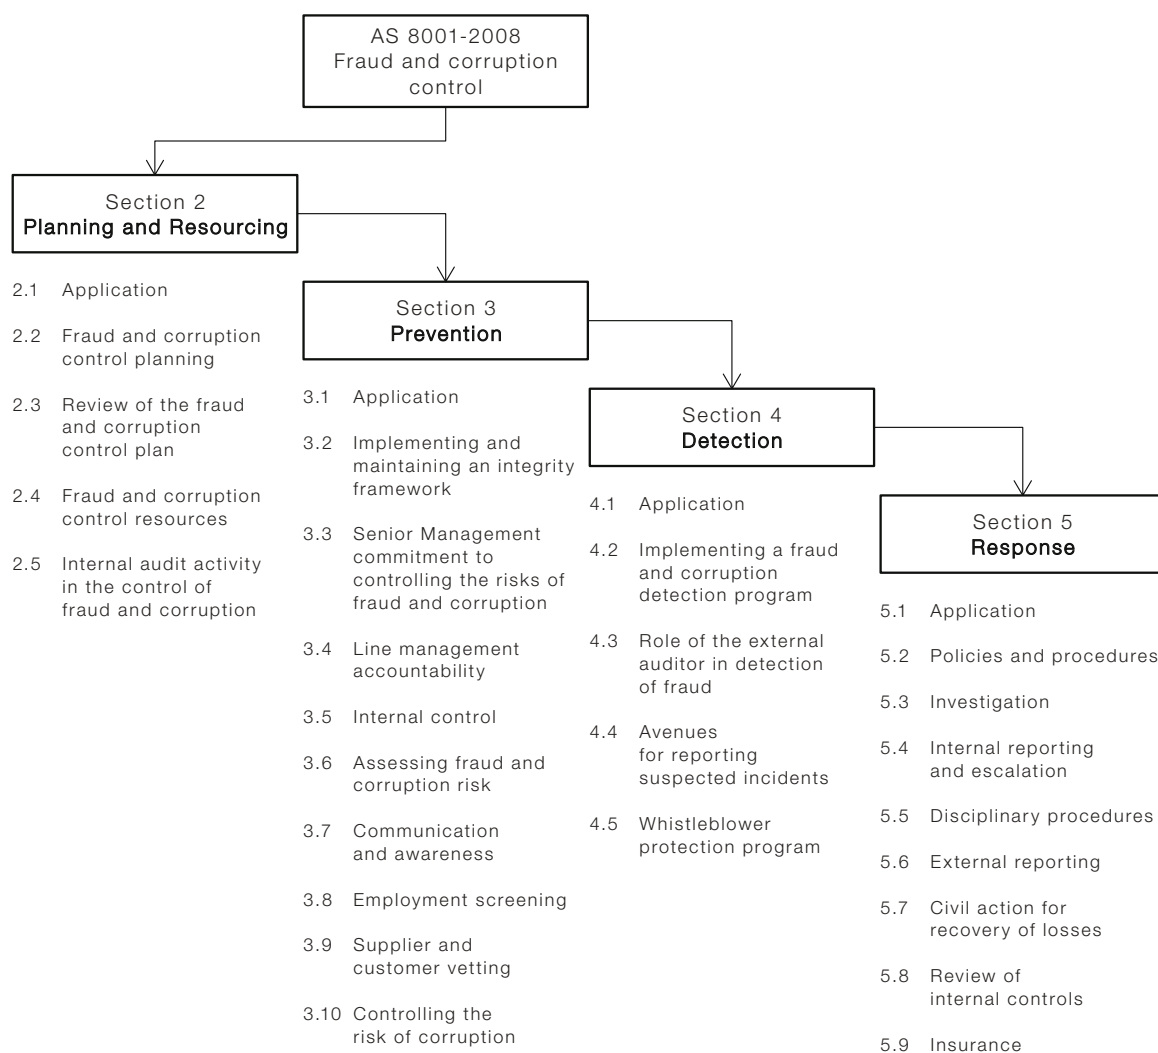 AS 8001-2008
Fraud and corruption
control
Section 2
Planning and Resourcing
2.1 Application
2.2 Fraud and corruption
control planning
2.3 Review of the fraud
and corruption
control plan
2.4 Fraud and corruption
control resources
2.5 Internal audit activity
in the control of
fraud and corruption
Section 3
Prevention
3.1 Application
3.2 Implementing and
maintaining an integrity
framework
3.3 Senior Management
commitment to
controlling the risks of
fraud and corruption
3.4 Line management
accountability
3.5 Internal control
3.6 Assessing fraud and
corruption risk
3.7 Communication
and awareness
3.8 Employment screening
3.9 Supplier and
customer vetting
3.10 Controlling the
risk of corruption
Section 4
Detection
4.1 Application
4.2 Implementing a fraud
and corruption
detection program
4.3 Role of the external
auditor in detection
of fraud
4.4 Avenues
for reporting
suspected incidents
4.5 Whistleblower
protection program
Section 5
Response
5.1 Application
5.2 Policies and procedures
5.3 Investigation
5.4 Internal reporting
and escalation
5.5 Disciplinary procedures
5.6 External reporting
5.7 Civil action for
recovery of losses
5.8 Review of
internal controls
5.9 Insurance